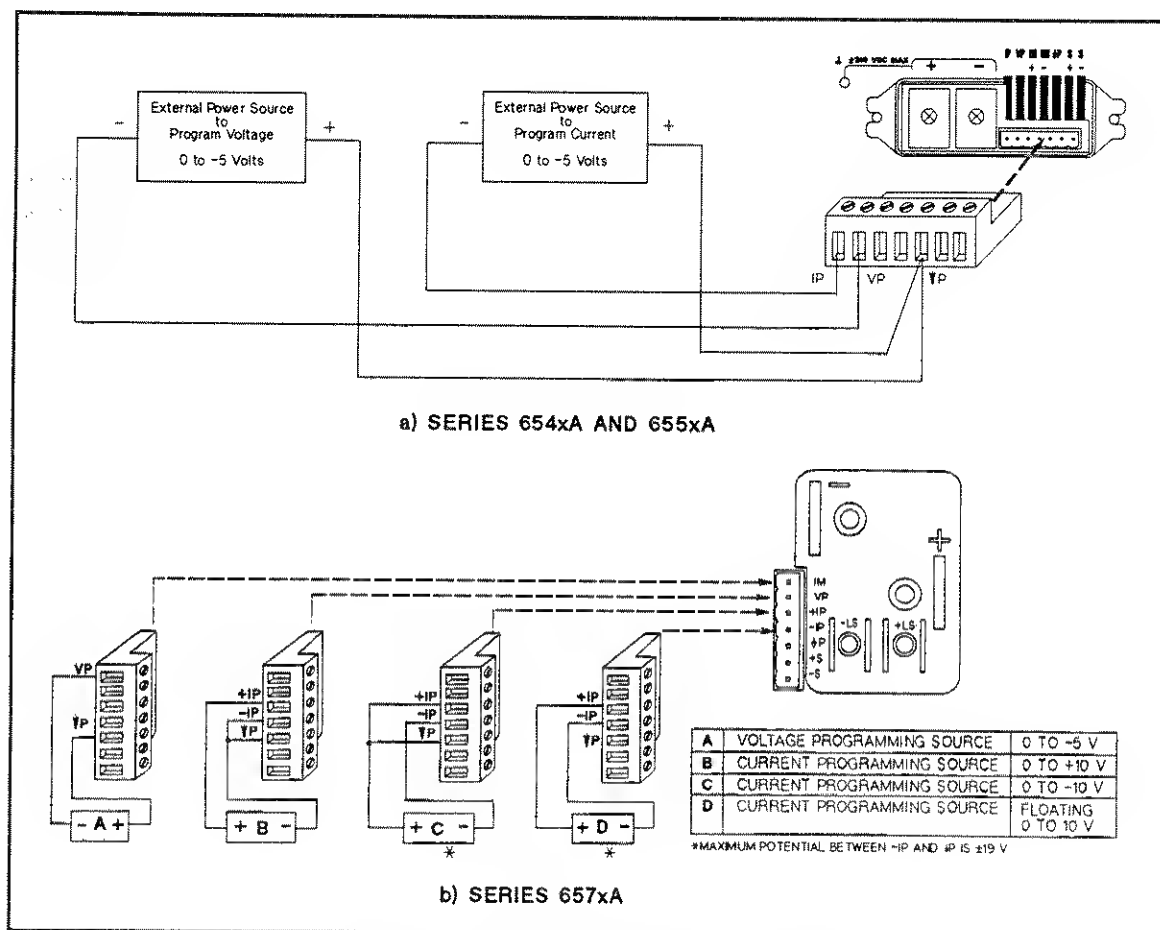 External Power Source
to
Program Voltage
0 to -5 Volts
-
+
External Power Source
to
Program Current
0 to -5 Volts
-
+
VDC MAX
+ -
IP VP
P
a) SERIES 654xA AND 655xA
-
+
IM
VP
+IP
-IP
P
+S
-S
-LS
+LS
VP
P
- A +
+IP
-IP
P
+ B -
+IP
-IP
P
+ C -
*
+IP
-IP
P
+ D -
*
A VOLTAGE PROGRAMMING SOURCE 0 TO -5 V
B CURRENT PROGRAMMING SOURCE 0 TO +10 V
C CURRENT PROGRAMMING SOURCE 0 TO -10 V
D CURRENT PROGRAMMING SOURCE FLOATING
0 TO 10 V
*MAXIMUM POTENTIAL BETWEEN -IP AND P IS ±19 V
b) SERIES 657xA